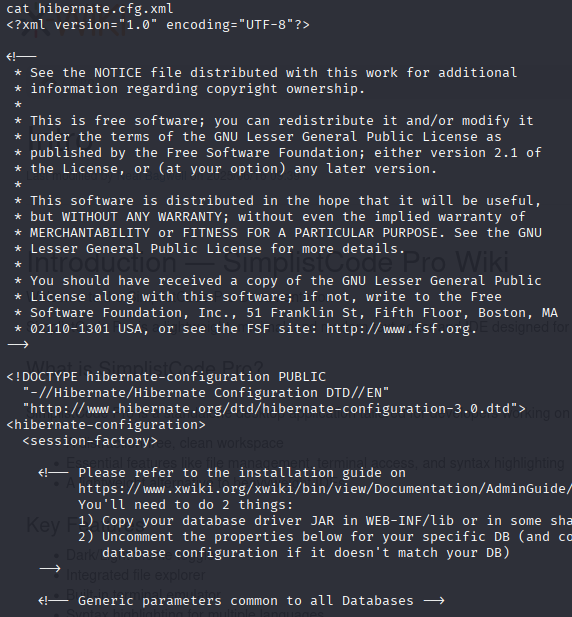 cat hibernate.cfg.xml
<?xml version="1.0" encoding="UTF-8"?>
<!--
* See the NOTICE file distributed with this work for additional
* information regarding copyright ownership.
*
* This is free software; you can redistribute it and/or modify it
* under the terms of the GNU Lesser General Public License as
* published by the Free Software Foundation; either version 2.1 of
* the License, or (at your option) any later version.
*
* This software is distributed in the hope that it will be useful,
* but WITHOUT ANY WARRANTY; without even the implied warranty of
* MERCHANTABILITY or FITNESS FOR A PARTICULAR PURPOSE. See the GNU
* Lesser General Public License for more details.
*
Introduction — SimplistCode Pro Wiki
* You should have received a copy of the GNU Lesser General Public
* License along with this software; if not, write to the Free
* Software Foundation, Inc., 51 Franklin St, Fifth Floor, Boston, MA
* 02110-1301 USA, or see the FSF site: http://www.fsf.org.
designed for
-->
What is SimplistCode Pro?
<!DOCTYPE hibernate-configuration PUBLIC
"-//Hibernate/Hibernate Configuration DTD//EN"
"http://www.hibernate.org/dtd/hibernate-configuration-3.0.dtd">
working on
<hibernate-configuration>
<session-factory>
clean workspace
Essential features like file management, terminal access, and syntax highlighting
<!-- Please refer to the installation guide on
https://www.xwiki.org/xwiki/bin/view/Documentation/AdminGuide/
You'll need to do 2 things:
1) Copy your database driver JAR in WEB-INF/lib or in some sha
Key
2) Uncomment the properties below for your specific DB (and co
database configuration if it doesn't match your DB)
-->
Integrated file explorer
<!-- Generic parameters common to all Databases -->
Syntax highlighting for multiple languages